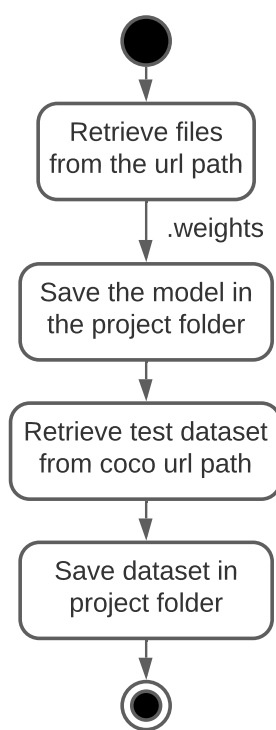 Retrieve files
from the url path
.weights
Save the model in
the project folder
Retrieve test dataset
from coco url path
Save dataset in
project folder